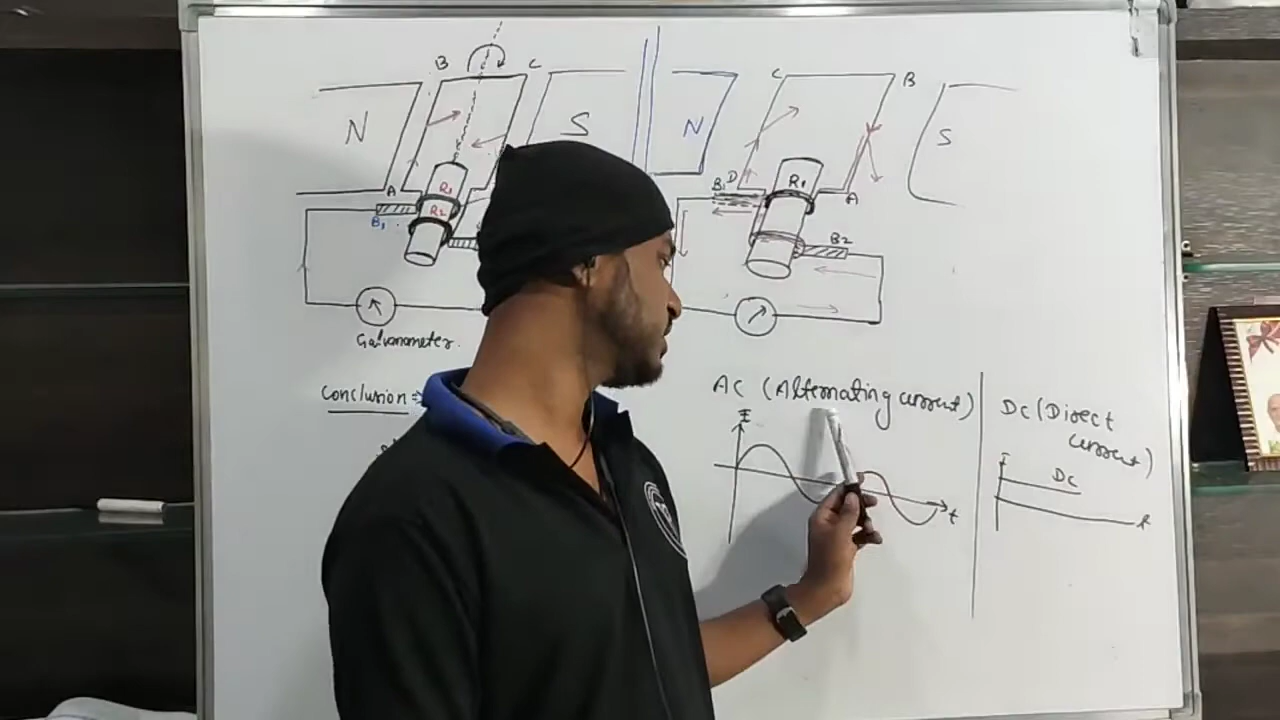 B C
N S
A R1
R2
B1
Galvanometer.
Conclusion ⇒
C B
N S
B1 D R1 A
B2
AC (Alternating current)
I
t
DC (Direct
current)
I DC
t